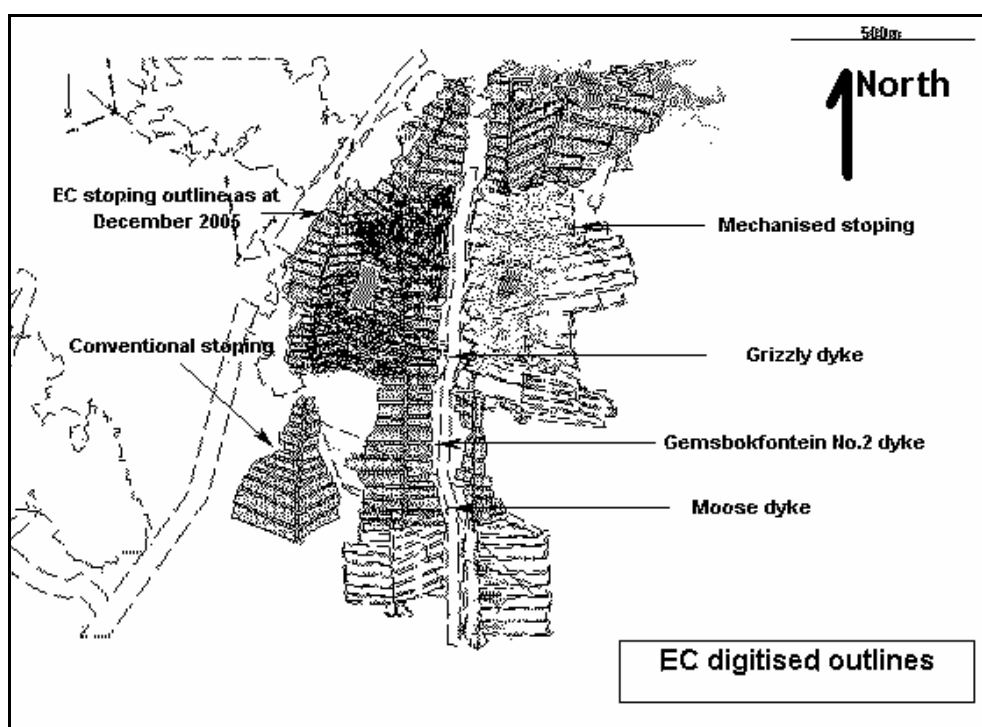 500m
North
EC stoping outline as at
December 2005
Mechanised stoping
Conventional stoping
Grizzly dyke
Gemsbokfontein No.2 dyke
Moose dyke
EC digitised outlines